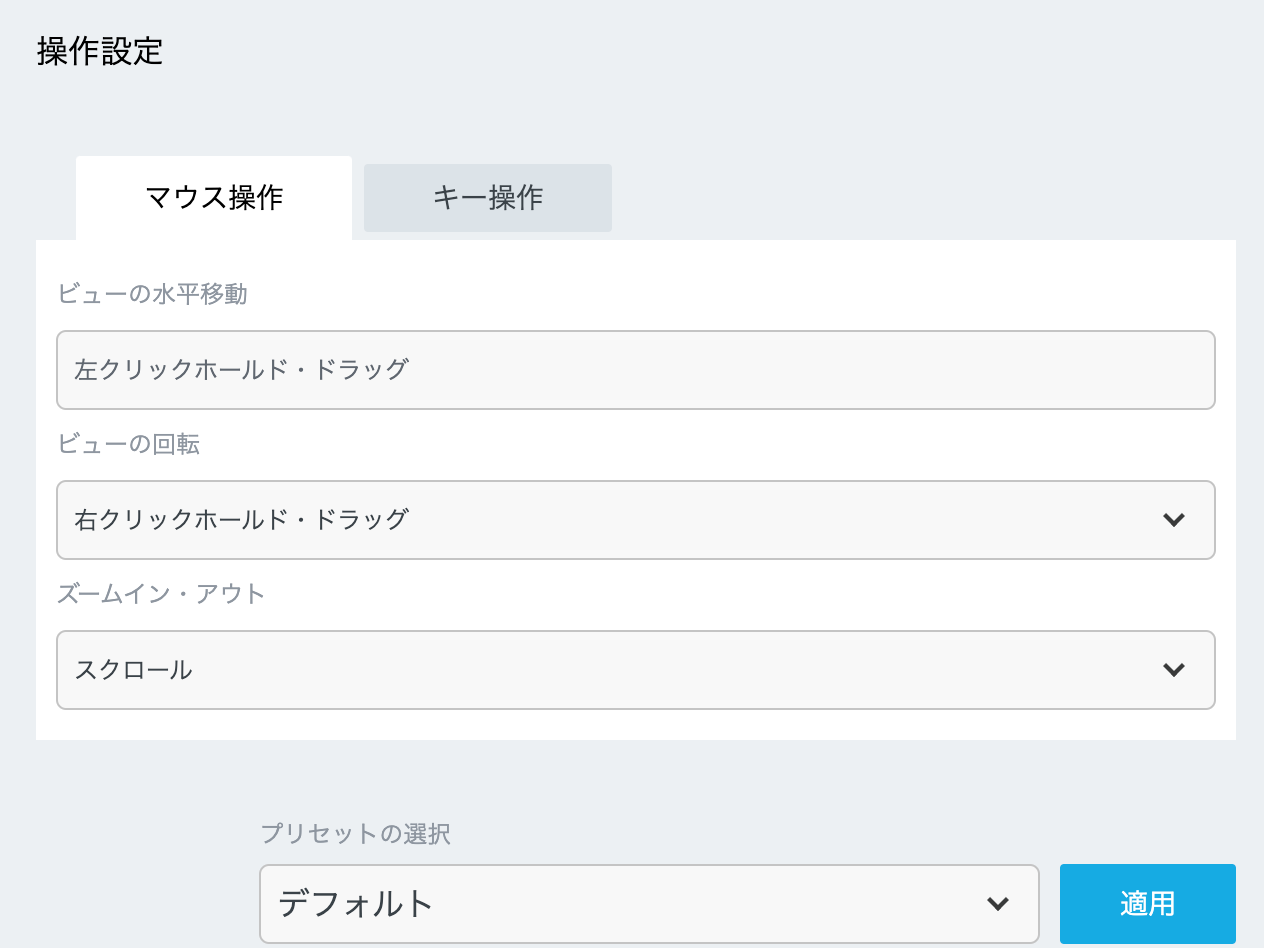 操作設定
マウス操作 キー操作
ビューの水平移動
左クリックホールド・ドラッグ
ビューの回転
右クリックホールド・ドラッグ
ズームイン・アウト
スクロール
プリセットの選択
デフォルト 適用